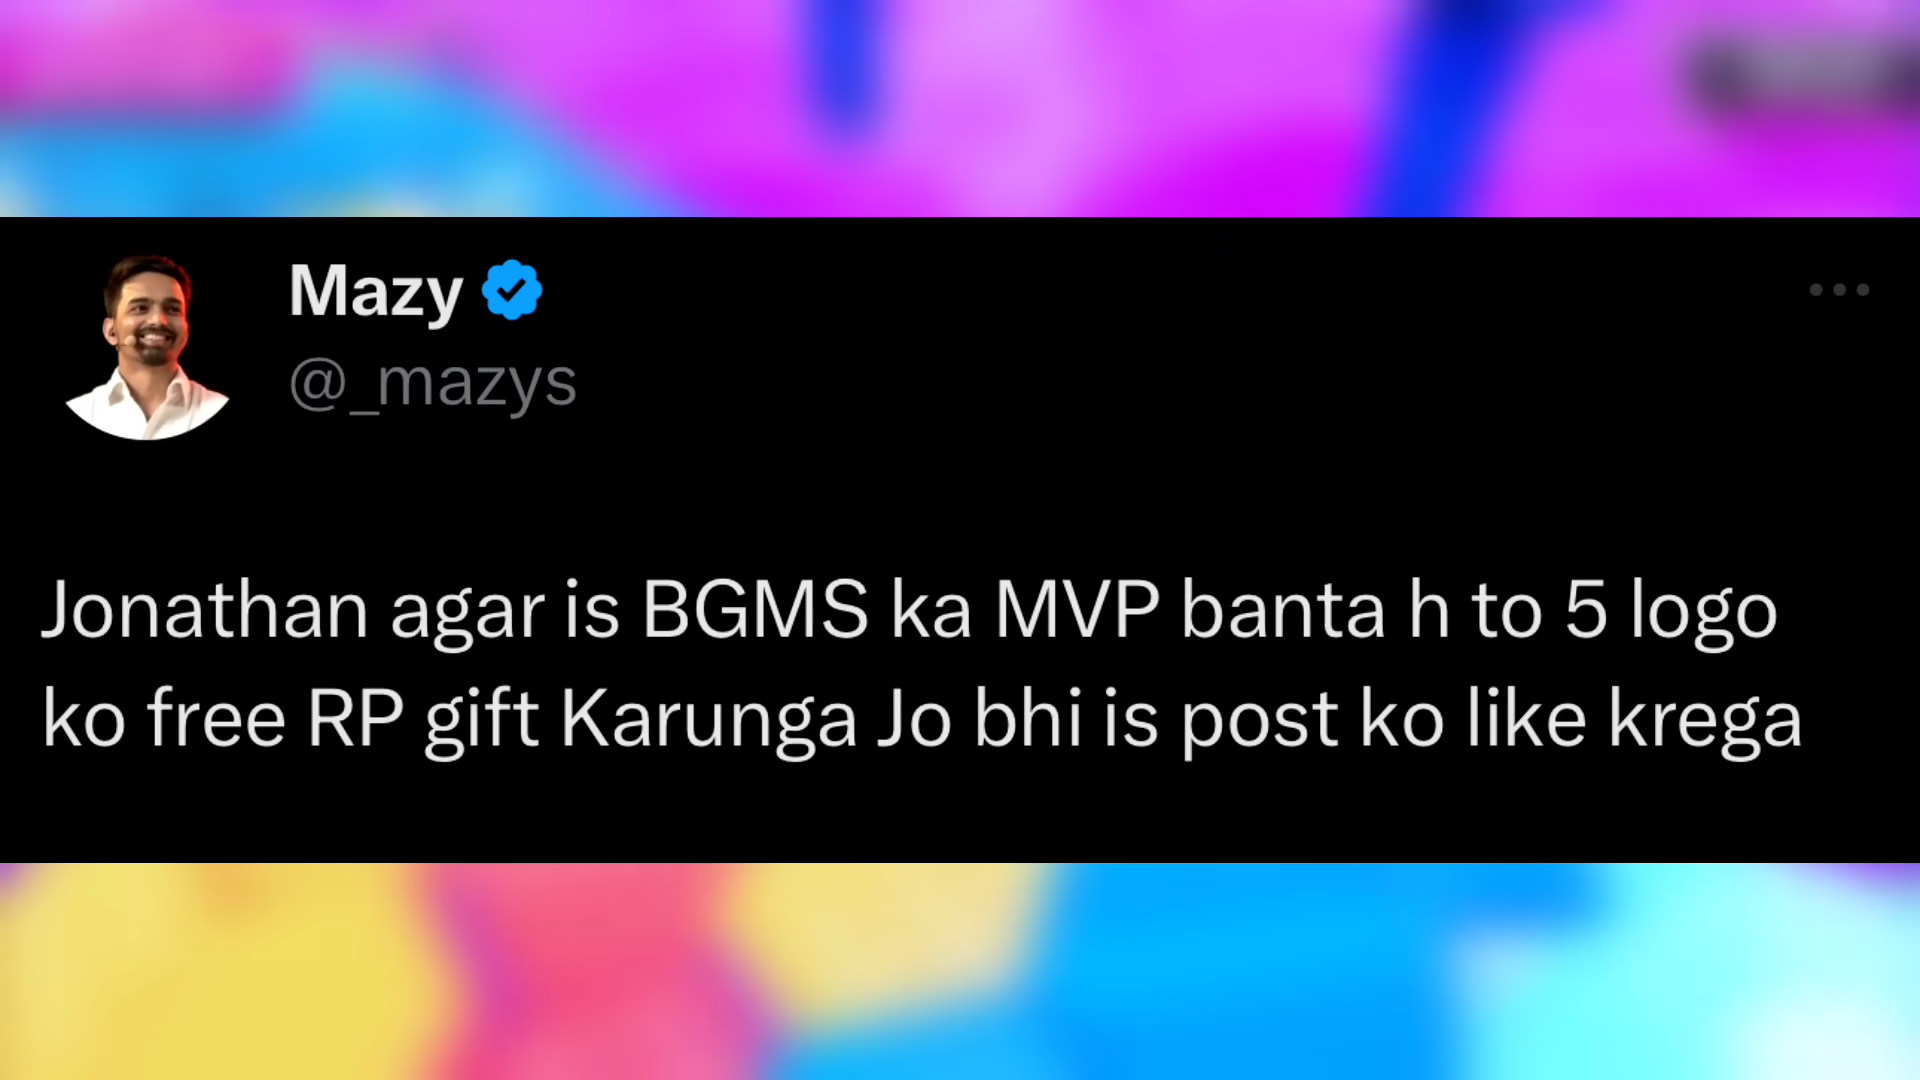 Mazy
@_mazys
Jonathan agar is BGMS ka MVP banta h to 5 logo
ko free RP gift Karunga Jo bhi is post ko like krega